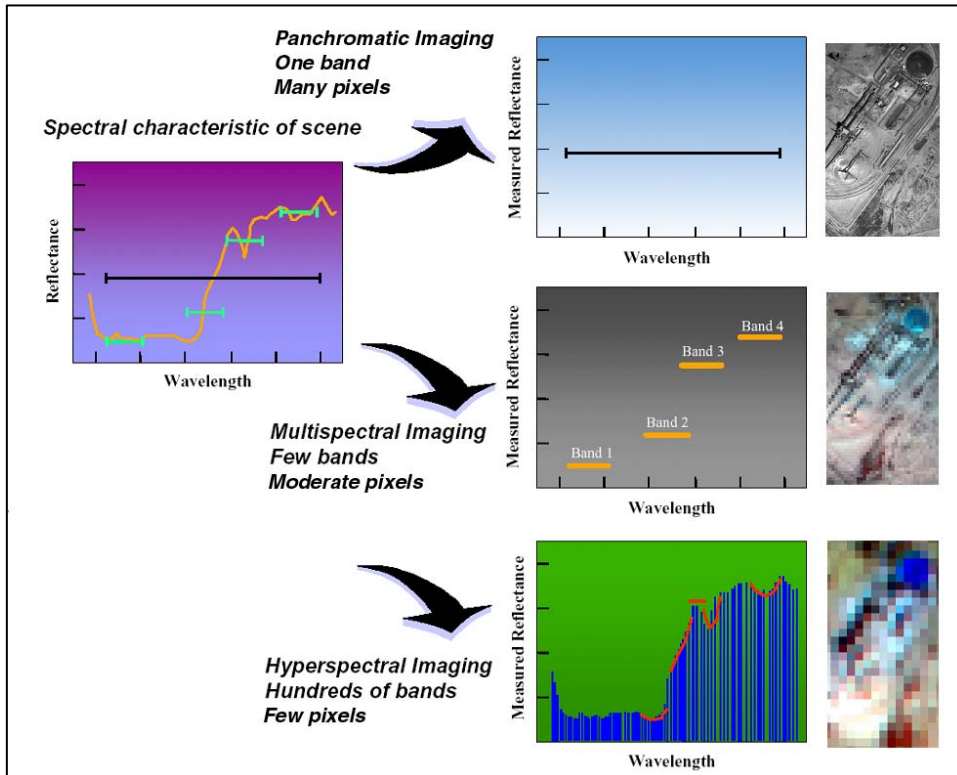 Panchromatic Imaging
One band
Many pixels
Spectral characteristic of scene
Reflectance
Wavelength
Measured Reflectance
Wavelength
Multispectral Imaging
Few bands
Moderate pixels
Measured Reflectance
Band 1
Band 2
Band 3
Band 4
Wavelength
Hyperspectral Imaging
Hundreds of bands
Few pixels
Measured Reflectance
Wavelength